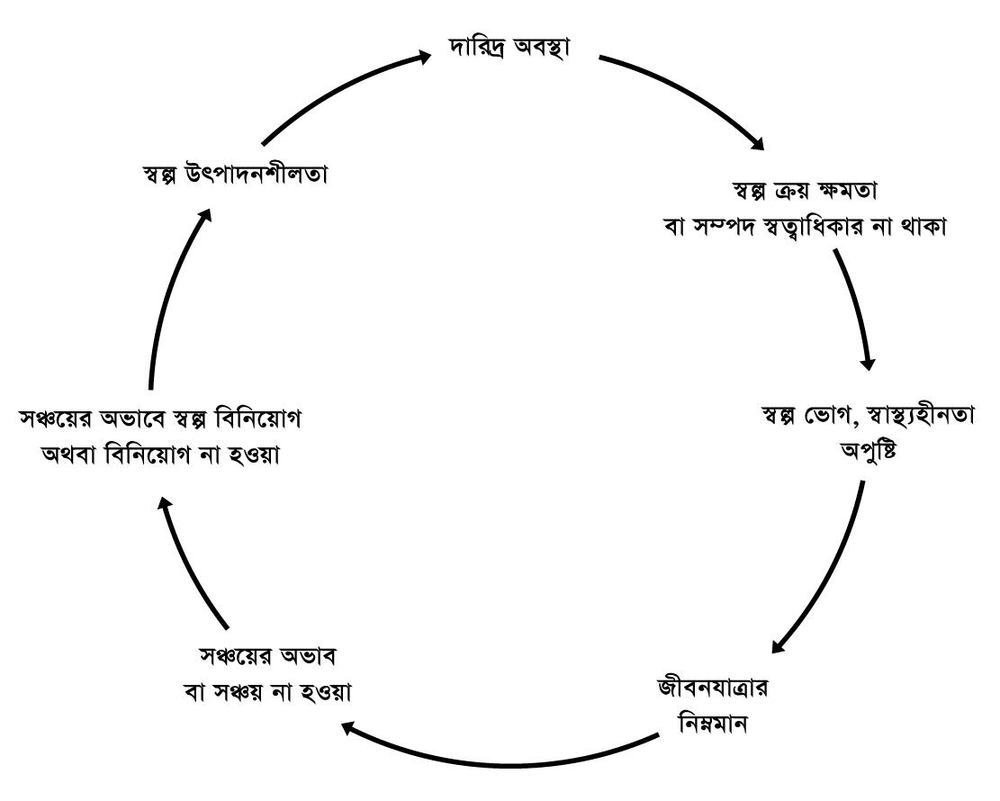 দারিদ্র অবস্থা
স্বল্প ক্রয় ক্ষমতা
বা সম্পদ স্বত্বাধিকার না থাকা
স্বল্প ভোগ, স্বাস্থ্যহীনতা
অপুষ্টি
জীবনযাত্রার
নিম্নমান
সঞ্চয়ের অভাব
বা সঞ্চয় না হওয়া
সঞ্চয়ের অভাবে স্বল্প বিনিয়োগ
অথবা বিনিয়োগ না হওয়া
স্বল্প উৎপাদনশীলতা